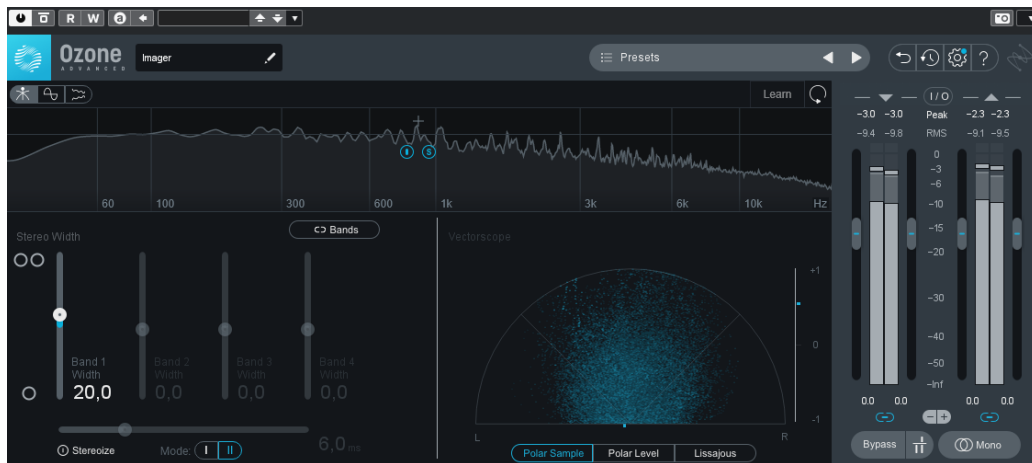 R W a
Ozone
ADVANCED
Imager
Presets
?
Learn
I S
60 100 300 600 1k 3k 6k 10k Hz
I/O
-3.0 -3.0 Peak -2.3 -2.3
-9.4 -9.8 RMS -9.1 -9.5
0
-3
-6
-10
-15
-20
-30
-40
-50
-Inf
0.0 0.0 0.0 0.0
Bypass
Mono
Stereo Width
Bands
Band 1 Width
20,0
Band 2 Width
0,0
Band 3 Width
0,0
Band 4 Width
0,0
Stereoize
Mode: I II
6,0 ms
Vectorscope
+1
0
-1
L R
Polar Sample Polar Level Lissajous